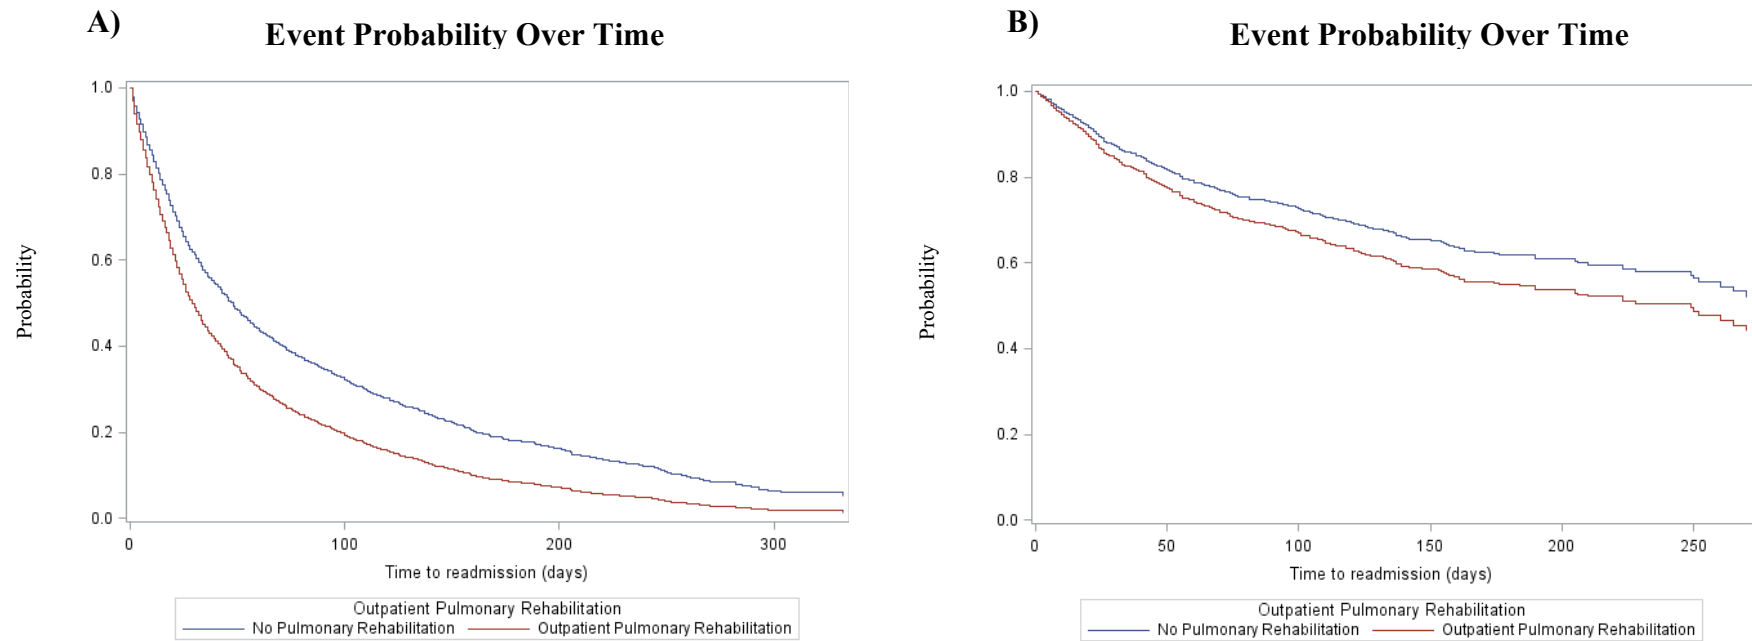 A)
Event Probability Over Time
1.0
0.8
0.6
0.4
0.2
0.0
Probability
0 100 200 300
Time to readmission (days)
Outpatient Pulmonary Rehabilitation
No Pulmonary Rehabilitation Outpatient Pulmonary Rehabilitation
B)
Event Probability Over Time
1.0
0.8
0.6
0.4
0.2
0.0
Probability
0 50 100 150 200 250
Time to readmission (days)
Outpatient Pulmonary Rehabilitation
No Pulmonary Rehabilitation Outpatient Pulmonary Rehabilitation